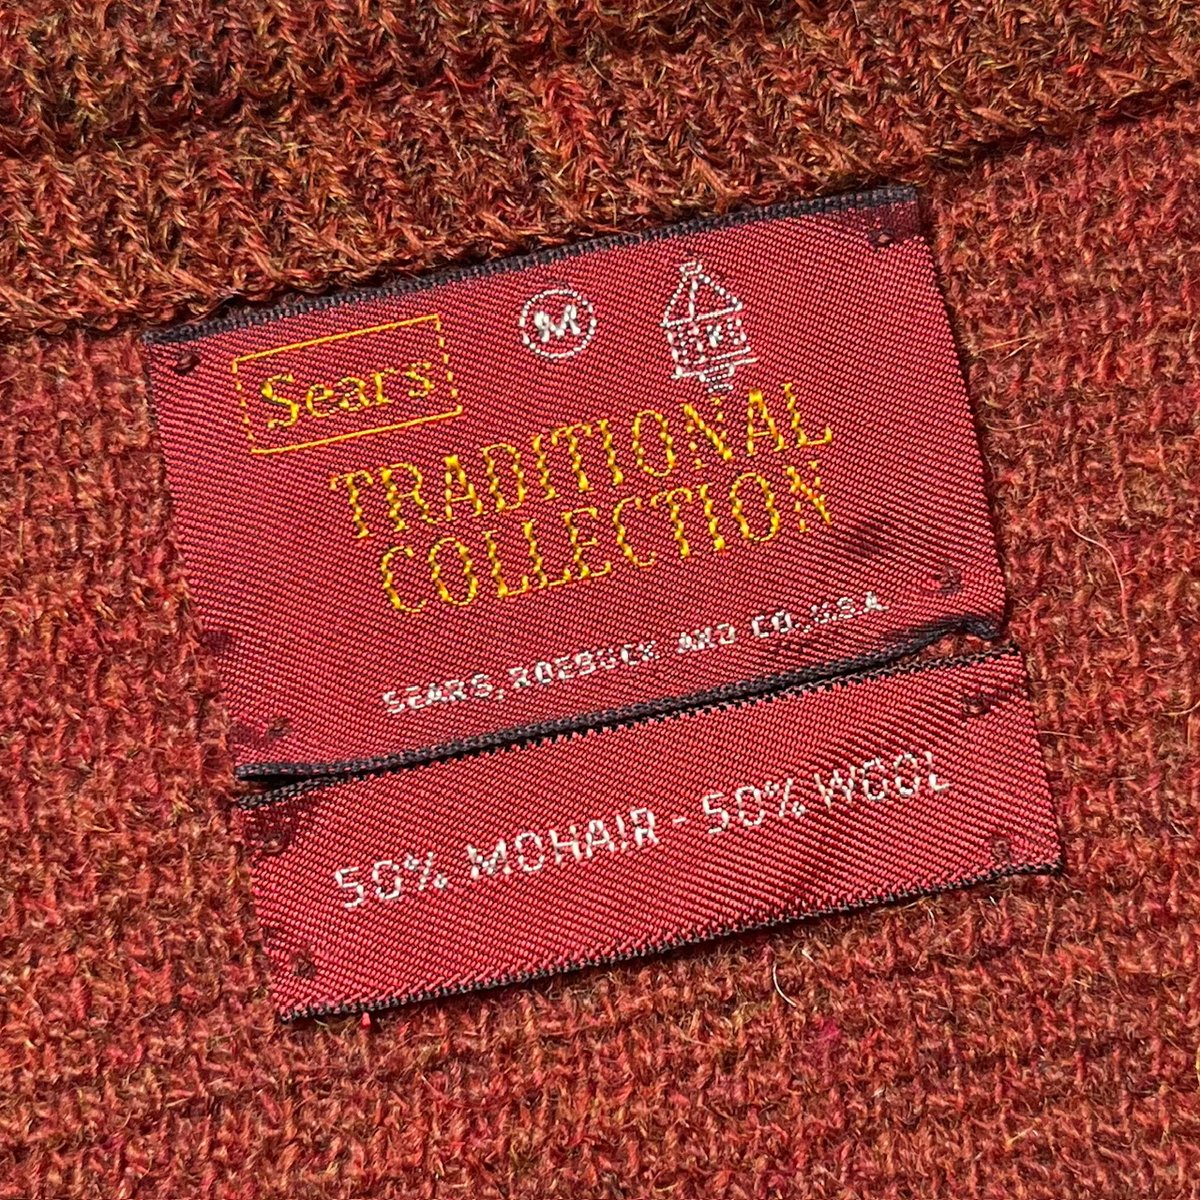 Sears
M
TRADITIONAL
COLLECTION
SEARS, ROEBUCK AND CO., U.S.A
50% MOHAIR - 50% WOOL